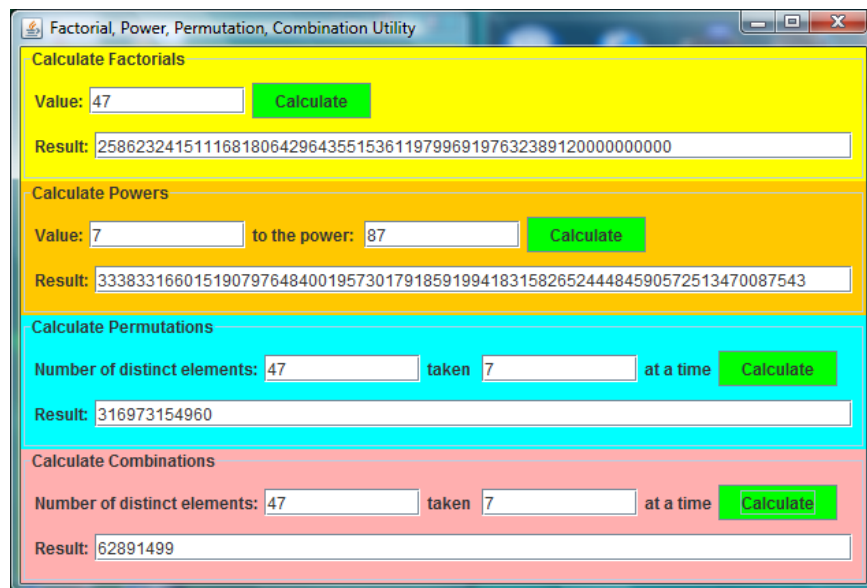 Factorial, Power, Permutation, Combination Utility
Calculate Factorials
Value: 47 Calculate
Result: 258623241511168180642964355153611979969197632389120000000000
Calculate Powers
Value: 7 to the power: 87 Calculate
Result: 33383316601519079764840019573017918591994183158265244484590572513470087543
Calculate Permutations
Number of distinct elements: 47 taken 7 at a time Calculate
Result: 316973154960
Calculate Combinations
Number of distinct elements: 47 taken 7 at a time Calculate
Result: 62891499